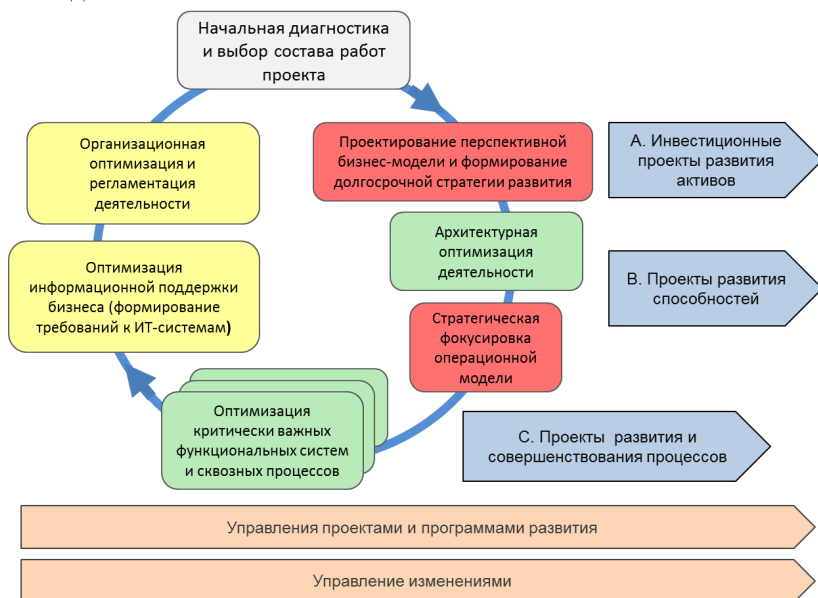 Начальная диагностика
и выбор состава работ
проекта
Организационная
оптимизация и
регламентация
деятельности
Проектирование перспективной
бизнес-модели и формирование
долгосрочной стратегии развития
А. Инвестиционные
проекты развития
активов
Архитектурная
оптимизация
деятельности
Оптимизация
информационной поддержки
бизнеса (формирование
требований к ИТ-системам)
В. Проекты развития
способностей
Стратегическая
фокусировка
операционной
модели
Оптимизация
критически важных
функциональных систем
и сквозных процессов
С. Проекты развития и
совершенствования процессов
Управления проектами и программами развития
Управление изменениями